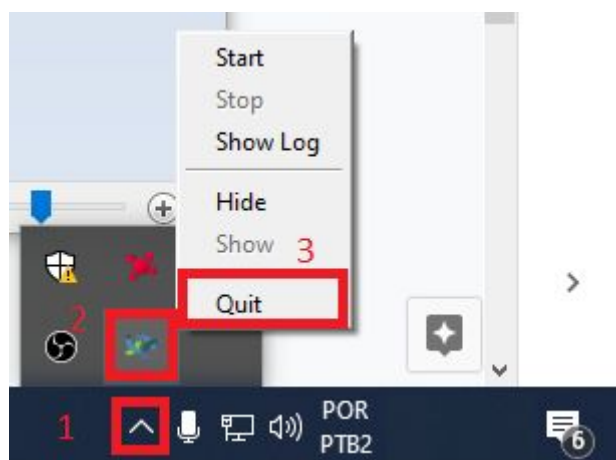 Start
Stop
Show Log
Hide
Show
3
Quit
2
1
POR
PTB2
6